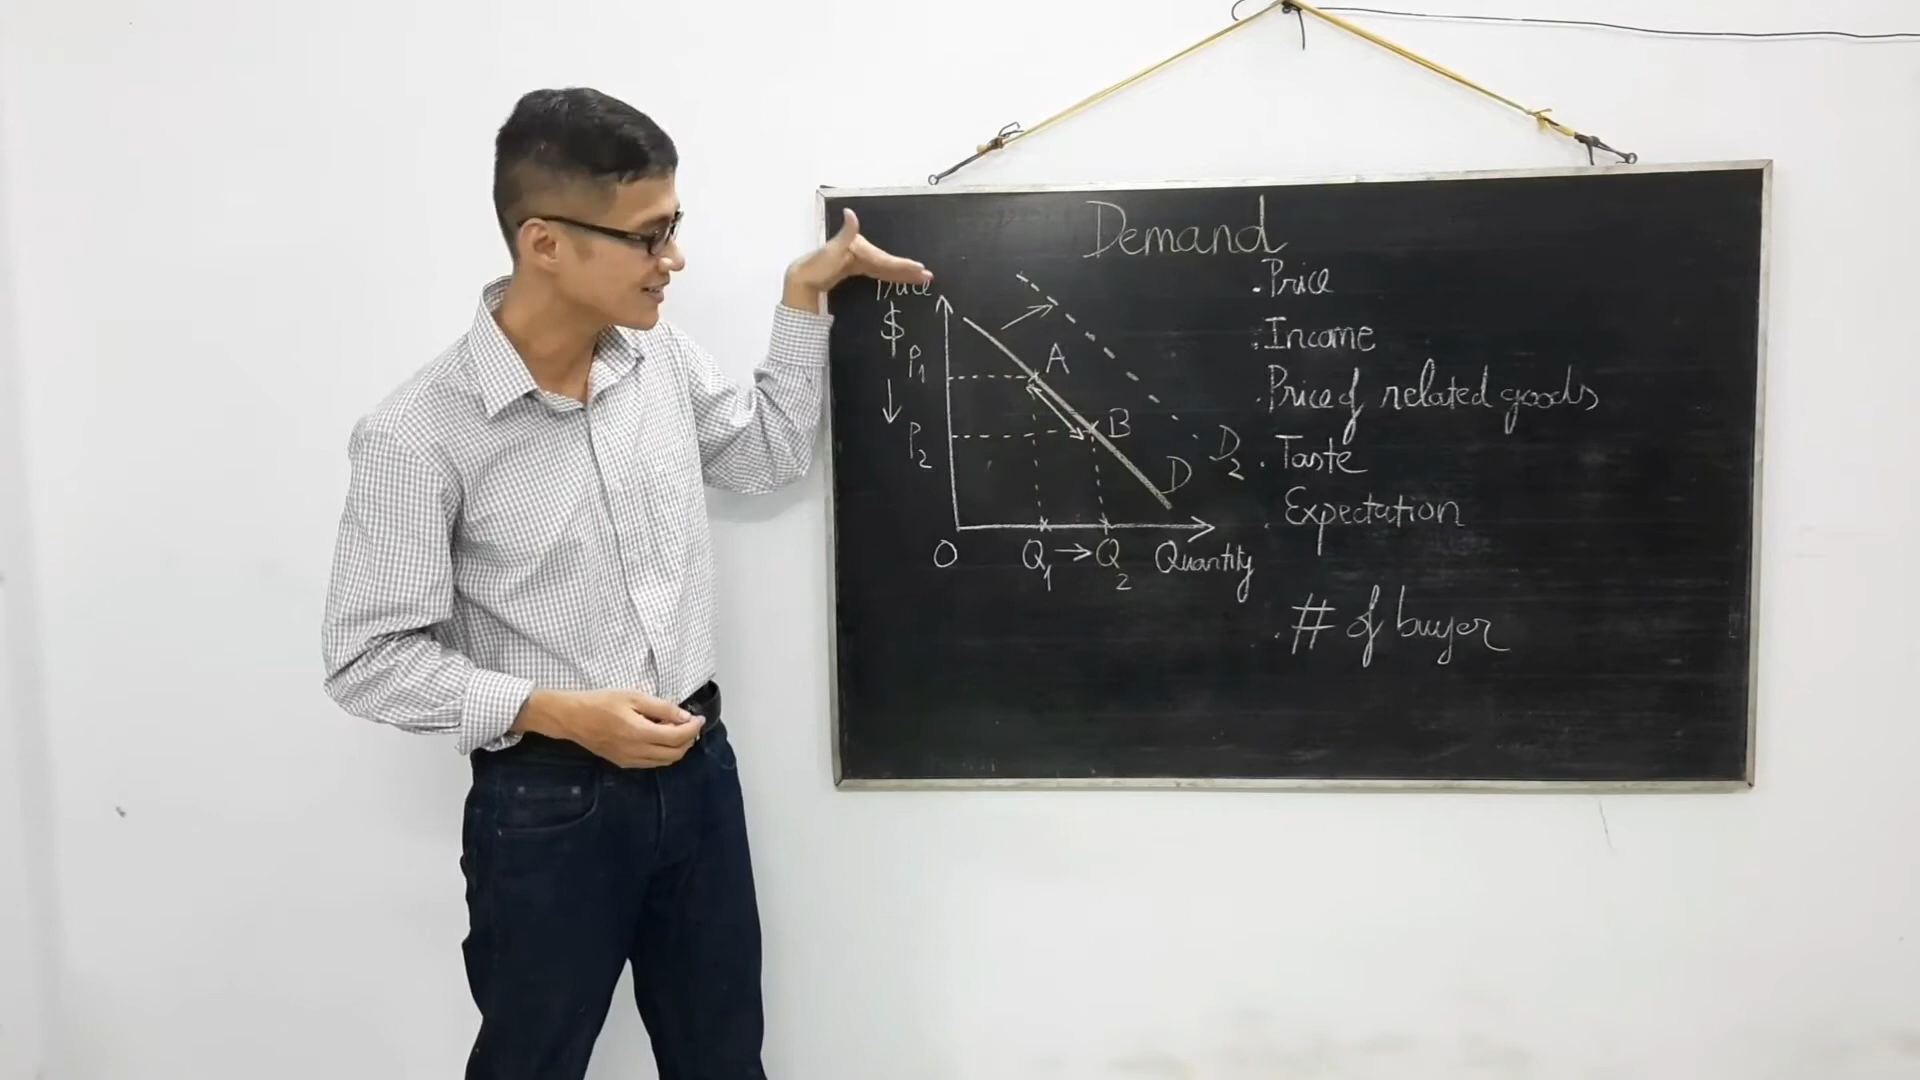 Demand
Price
$
P1
P2
A
B
D
D2
O
Q1 → Q2
Quantity
. Price
. Income
. Price of related goods
. Taste
. Expectation
. # of buyer